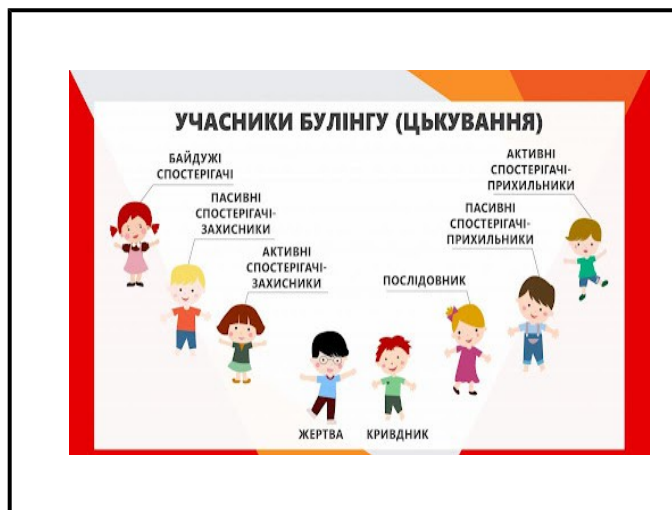 УЧАСНИКИ БУЛІНГУ (ЦЬКУВАННЯ)
БАЙДУЖІ
СПОСТЕРІГАЧІ
ПАСИВНІ
СПОСТЕРІГАЧІ-
ЗАХИСНИКИ
АКТИВНІ
СПОСТЕРІГАЧІ-
ЗАХИСНИКИ
ЖЕРТВА
КРИВДНИК
ПОСЛІДОВНИК
ПАСИВНІ
СПОСТЕРІГАЧІ-
ПРИХИЛЬНИКИ
АКТИВНІ
СПОСТЕРІГАЧІ-
ПРИХИЛЬНИКИ